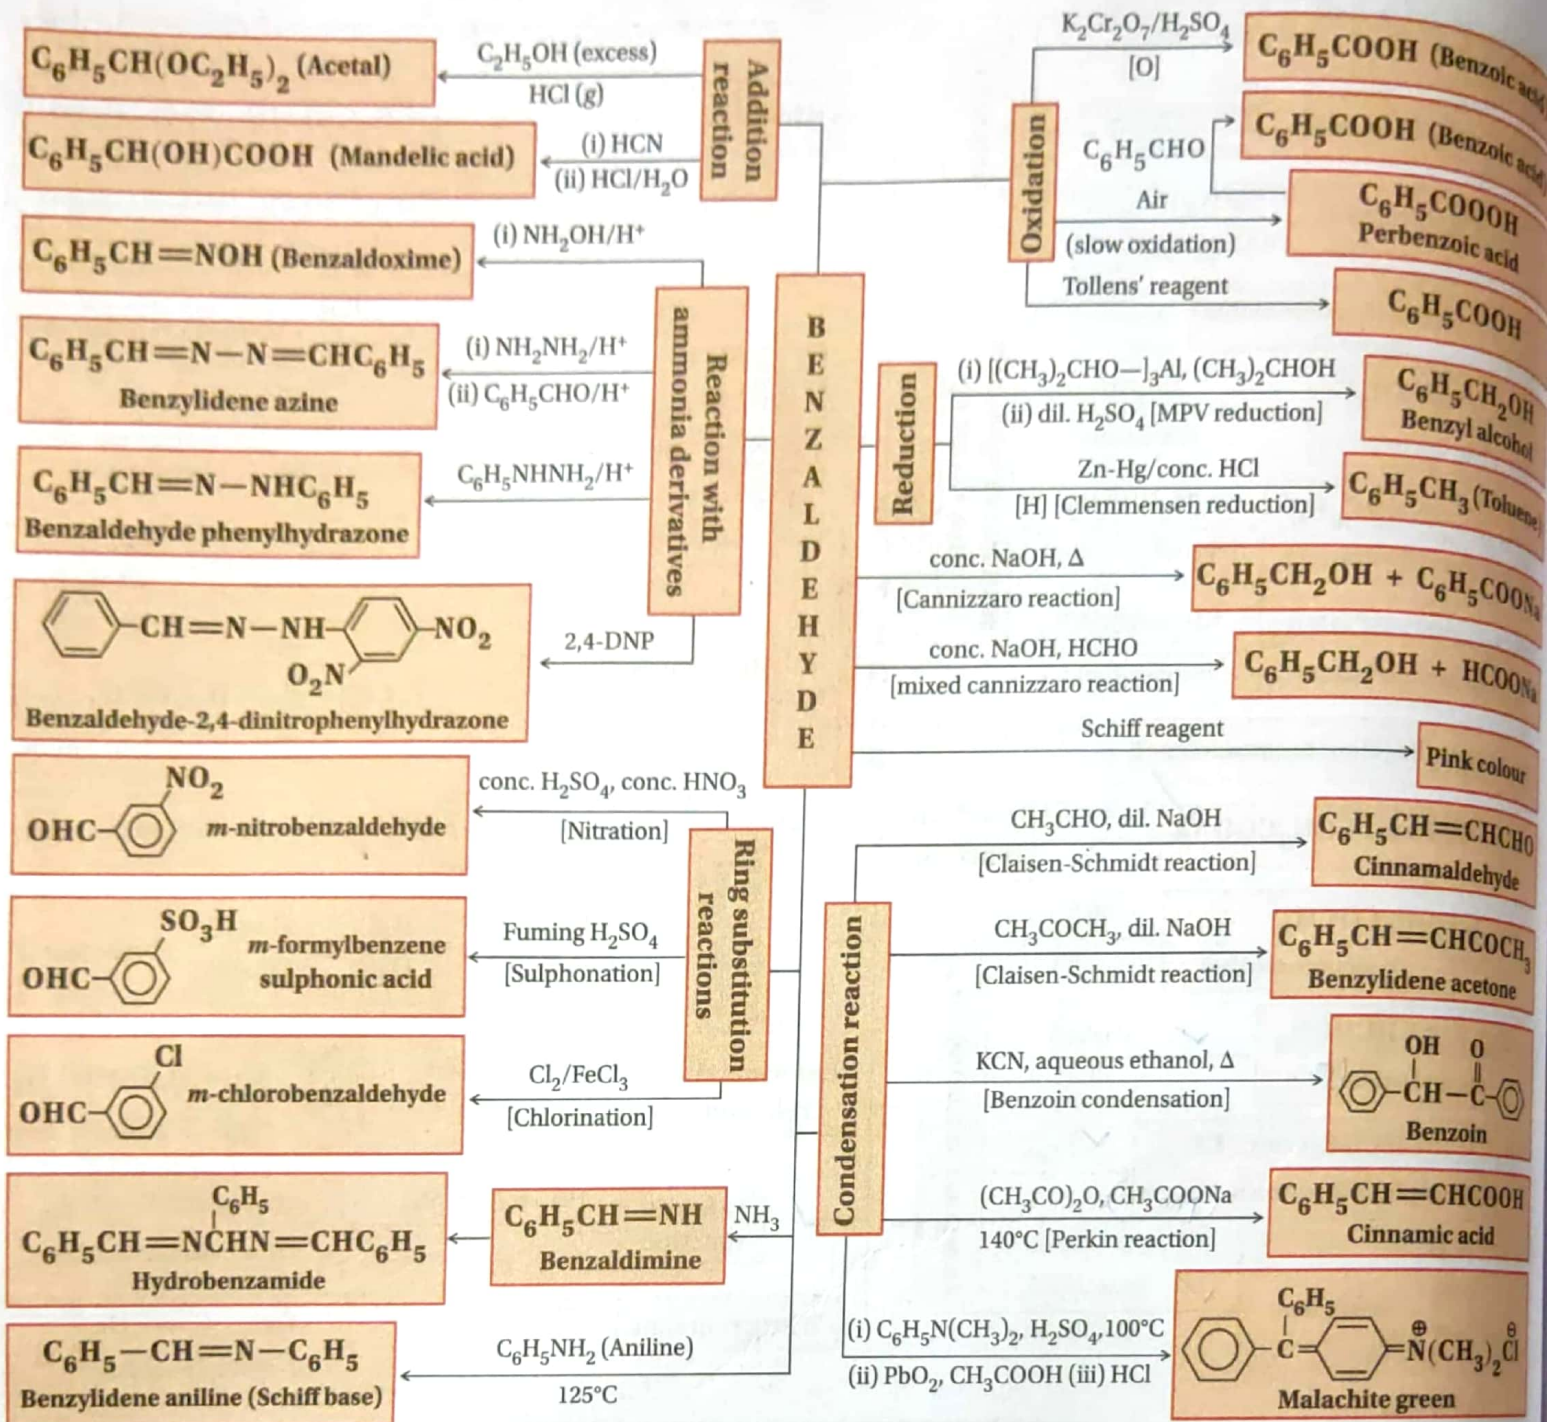 C₆H₅CH(OC₂H₅)₂ (Acetal)
C₂H₅OH (excess)
HCl (g)
C₆H₅CH(OH)COOH (Mandelic acid)
(i) HCN
(ii) HCl/H₂O
Addition
reaction
C₆H₅CH=NOH (Benzaldoxime)
(i) NH₂OH/H⁺
C₆H₅CH=N—N=CHC₆H₅
Benzylidene azine
(i) NH₂NH₂/H⁺
(ii) C₆H₅CHO/H⁺
C₆H₅CH=N—NHC₆H₅
Benzaldehyde phenylhydrazone
C₆H₅NHNH₂/H⁺
CH=N—NH NO₂
O₂N
Benzaldehyde-2,4-dinitrophenylhydrazone
2,4-DNP
Reaction with
ammonia derivatives
BENZALDEHYDE
NO₂
OHC m-nitrobenzaldehyde
conc. H₂SO₄, conc. HNO₃
[Nitration]
SO₃H
m-formylbenzene
OHC sulphonic acid
Fuming H₂SO₄
[Sulphonation]
Cl
OHC m-chlorobenzaldehyde
Cl₂/FeCl₃
[Chlorination]
Ring substitution
reactions
C₆H₅
C₆H₅CH=NCHN=CHC₆H₅
Hydrobenzamide
C₆H₅CH=NH
Benzaldimine
NH₃
C₆H₅—CH=N—C₆H₅
Benzylidene aniline (Schiff base)
C₆H₅NH₂ (Aniline)
125°C
Oxidation
K₂Cr₂O₇/H₂SO₄
[O]
C₆H₅COOH (Benzoic acid
C₆H₅CHO
C₆H₅COOH (Benzoic acid
Air
(slow oxidation)
C₆H₅COOOH
Perbenzoic acid
Tollens' reagent
C₆H₅COOH
Reduction
(i) [(CH₃)₂CHO—]₃Al, (CH₃)₂CHOH
(ii) dil. H₂SO₄ [MPV reduction]
C₆H₅CH₂OH
Benzyl alcohol
Zn-Hg/conc. HCl
[H] [Clemmensen reduction]
C₆H₅CH₃ (Toluene)
conc. NaOH, Δ
[Cannizzaro reaction]
C₆H₅CH₂OH + C₆H₅COONa
conc. NaOH, HCHO
[mixed cannizzaro reaction]
C₆H₅CH₂OH + HCOONa
Schiff reagent
Pink colour
Condensation reaction
CH₃CHO, dil. NaOH
[Claisen-Schmidt reaction]
C₆H₅CH=CHCHO
Cinnamaldehyde
CH₃COCH₃, dil. NaOH
[Claisen-Schmidt reaction]
C₆H₅CH=CHCOCH₃
Benzylidene acetone
KCN, aqueous ethanol, Δ
[Benzoin condensation]
OH O
CH—C
Benzoin
(CH₃CO)₂O, CH₃COONa
140°C [Perkin reaction]
C₆H₅CH=CHCOOH
Cinnamic acid
(i) C₆H₅N(CH₃)₂, H₂SO₄,100°C
(ii) PbO₂, CH₃COOH (iii) HCl
C₆H₅
C= =N⊕(CH₃)₂Cl⊖
Malachite green